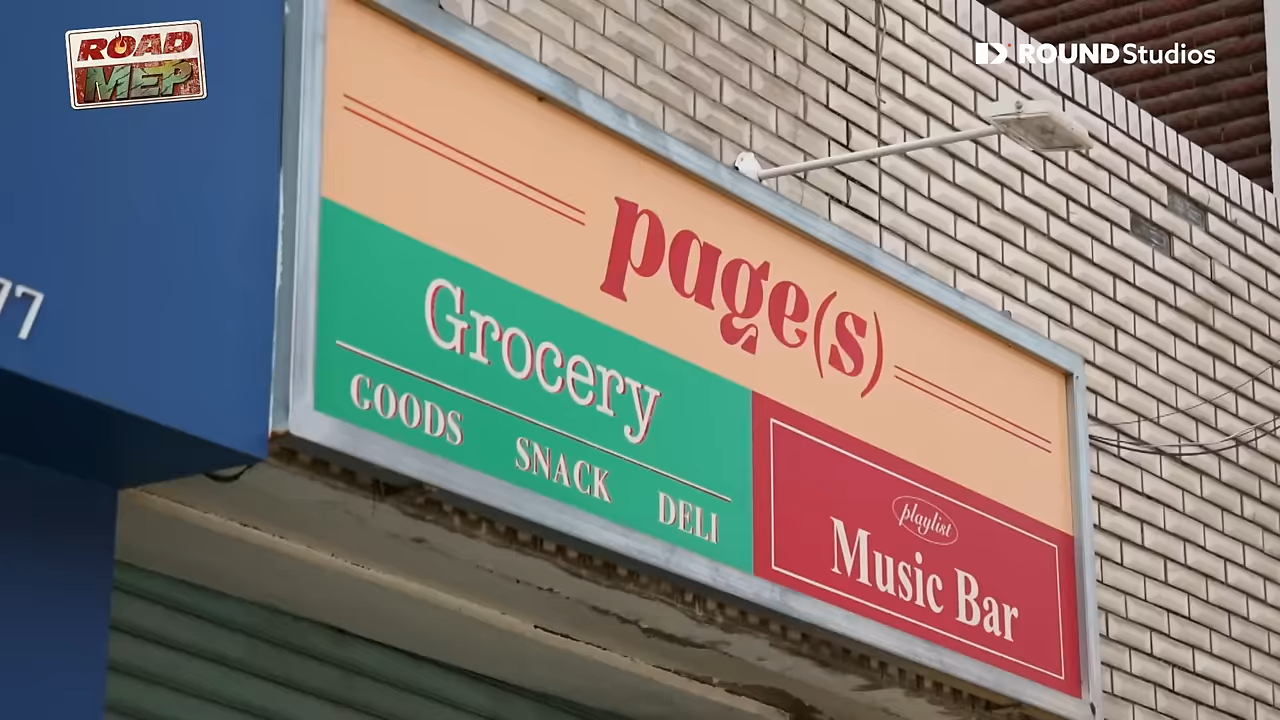 ROAD
MEP
ROUND Studios
77
page(s)
Grocery
GOODS SNACK DELI
playlist
Music Bar